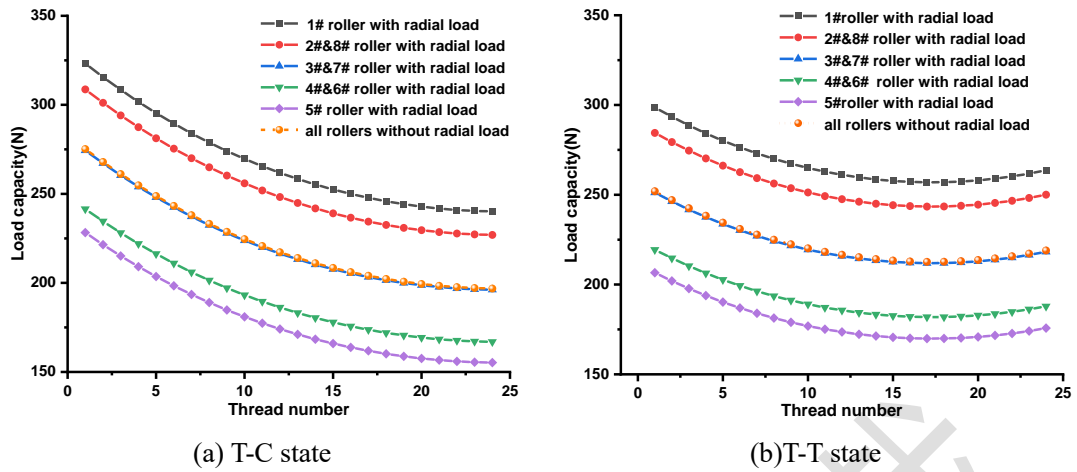 350
300
250
200
150
0
5
10
15
20
25
Load capacity(N)
Thread number
1# roller with radial load
2#&8# roller with radial load
3#&7# roller with radial load
4#&6# roller with radial load
5# roller with radial load
all rollers without radial load
(a) T-C state
350
300
250
200
150
0
5
10
15
20
25
Load capacity(N)
Thread number
1#roller with radial load
2#&8# roller with radial load
3#&7# roller with radial load
4#&6# roller with radial load
5#roller with radial load
all rollers without radial load
(b)T-T state